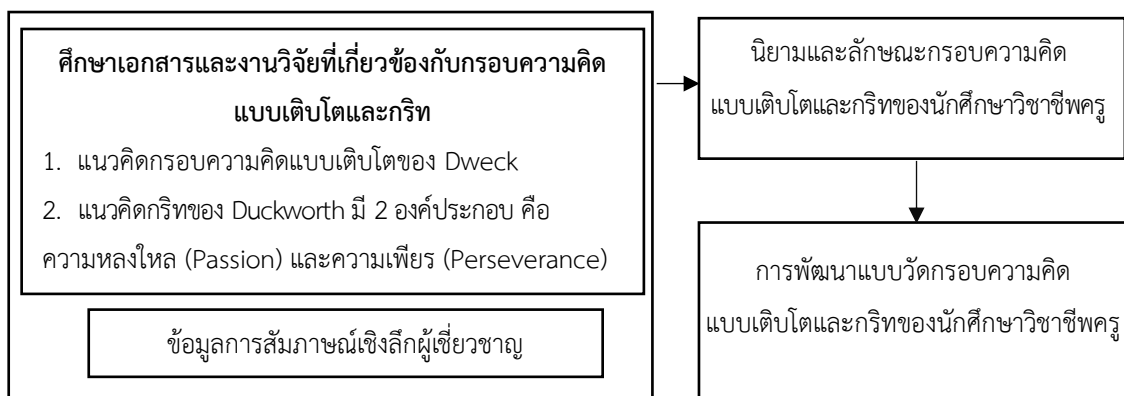 ศึกษาเอกสารและงานวิจัยที่เกี่ยวข้องกับกรอบความคิด
แบบเติบโตและกริท
1. แนวคิดกรอบความคิดแบบเติบโตของ Dweck
2. แนวคิดกริทของ Duckworth มี 2 องค์ประกอบ คือ
ความหลงใหล (Passion) และความเพียร (Perseverance)
ข้อมูลการสัมภาษณ์เชิงลึกผู้เชี่ยวชาญ
นิยามและลักษณะกรอบความคิด
แบบเติบโตและกริทของนักศึกษาวิชาชีพครู
การพัฒนาแบบวัดกรอบความคิด
แบบเติบโตและกริทของนักศึกษาวิชาชีพครู